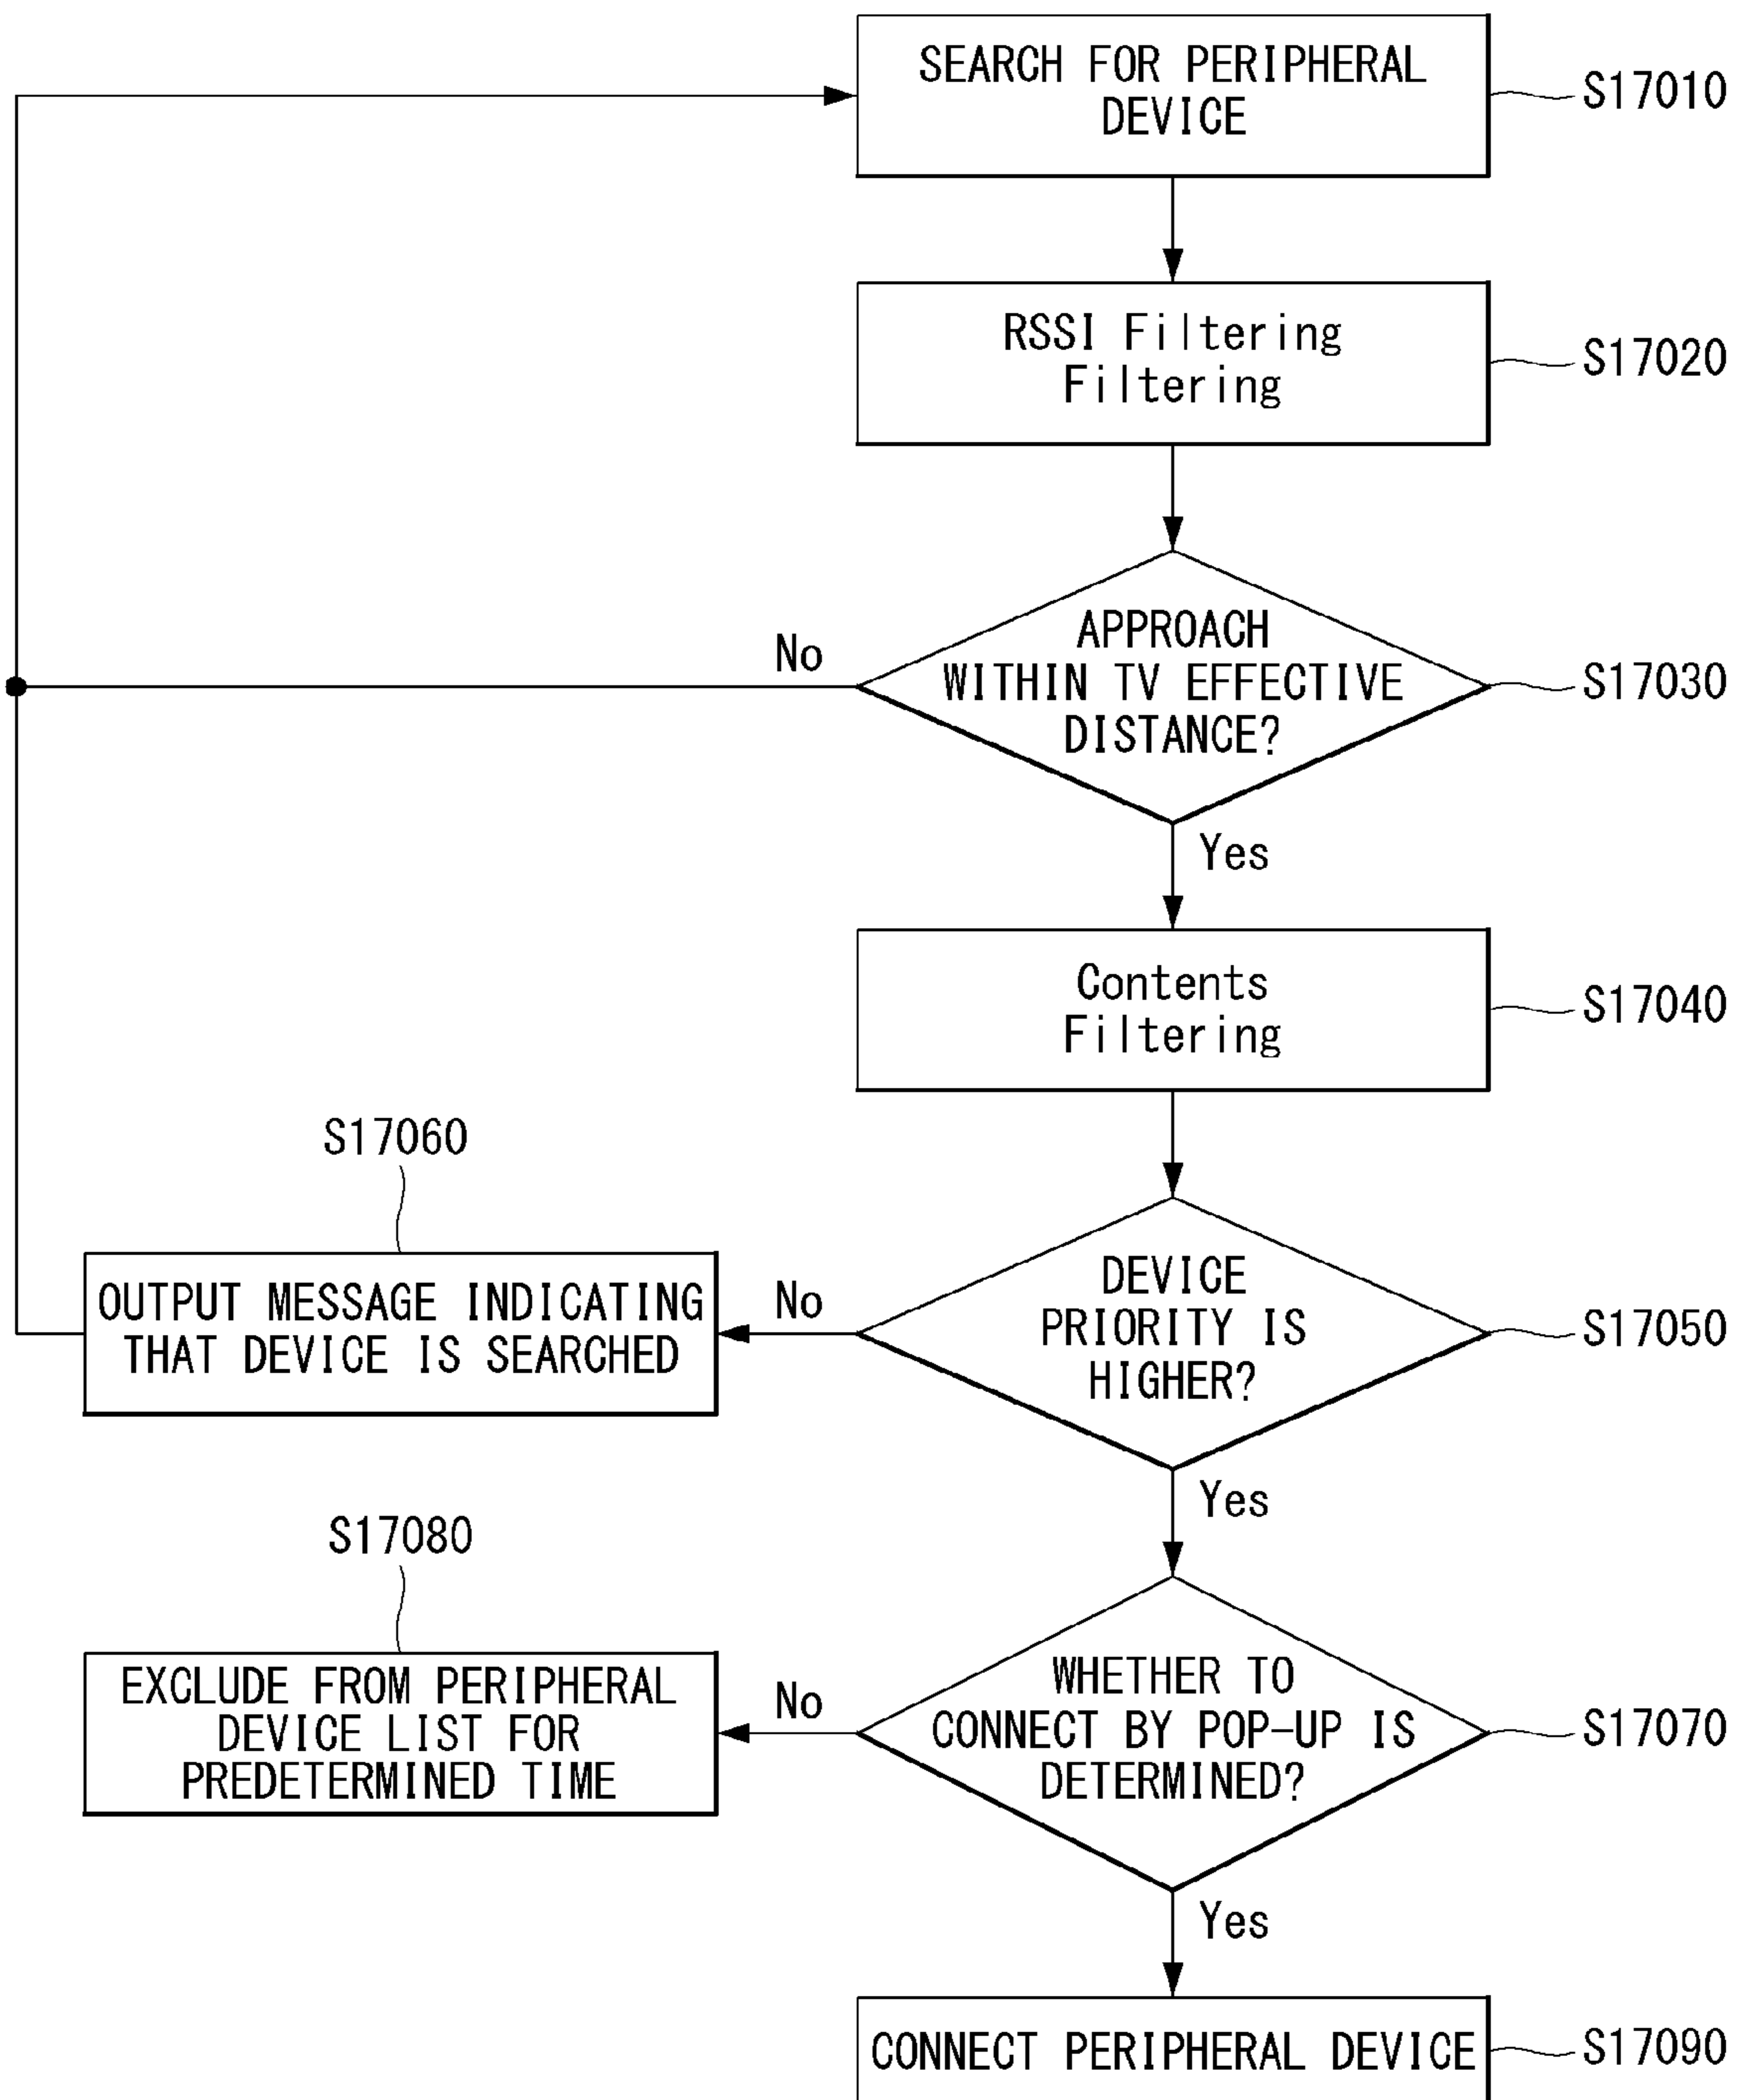 SEARCH FOR PERIPHERAL
DEVICE
S17010
RSSI Filtering
Filtering
S17020
APPROACH
WITHIN TV EFFECTIVE
DISTANCE?
No
S17030
Yes
Contents
Filtering
S17040
S17060
OUTPUT MESSAGE INDICATING
THAT DEVICE IS SEARCHED
No
DEVICE
PRIORITY IS
HIGHER?
S17050
Yes
S17080
EXCLUDE FROM PERIPHERAL
DEVICE LIST FOR
PREDETERMINED TIME
No
WHETHER TO
CONNECT BY POP-UP IS
DETERMINED?
S17070
Yes
CONNECT PERIPHERAL DEVICE
S17090